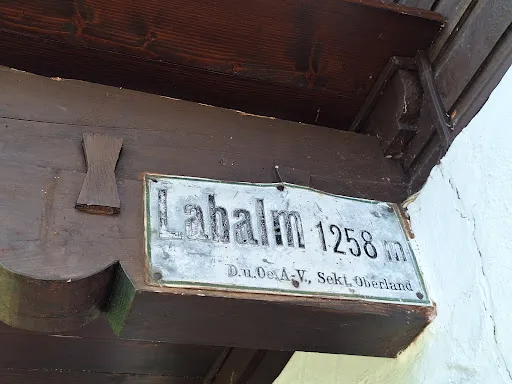 Labalm 1258 m
D.u.Oe.A-V., Sekt. Oberland